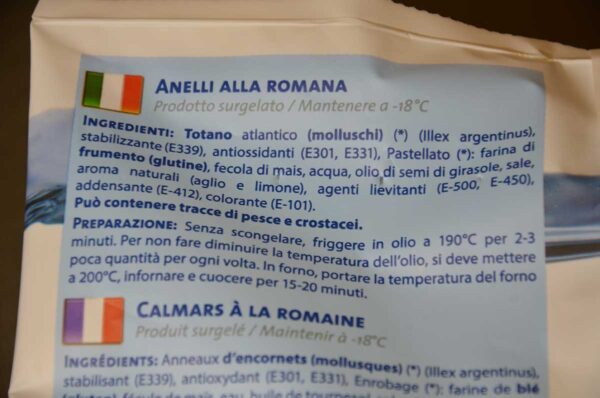 ANELLI ALLA ROMANA
Prodotto surgelato / Mantenere a -18°C
INGREDIENTI: Totano atlantico (molluschi) (*) (Illex argentinus),
stabilizzante (E339), antiossidanti (E301, E331), Pastellato (*): farina di
frumento (glutine), fecola di mais, acqua, olio di semi di girasole, sale,
aroma naturali (aglio e limone), agenti lievitanti (E-500, E-450),
addensante (E-412), colorante (E-101).
Può contenere tracce di pesce e crostacei.
PREPARAZIONE: Senza scongelare, friggere in olio a 190°C per 2-3
minuti. Per non fare diminuire la temperatura dell'olio, si deve mettere
poca quantità per ogni volta. In forno, portare la temperatura del forno
a 200°C, infornare e cuocere per 15-20 minuti.
CALMARS À LA ROMAINE
Produit surgelé / Maintenir à -18°C
INGRÉDIENTS: Anneaux d'encornets (mollusques) (*) (Illex argentinus),
stabilisant (E339), antioxydant (E301, E331), Enrobage (*): farine de blé